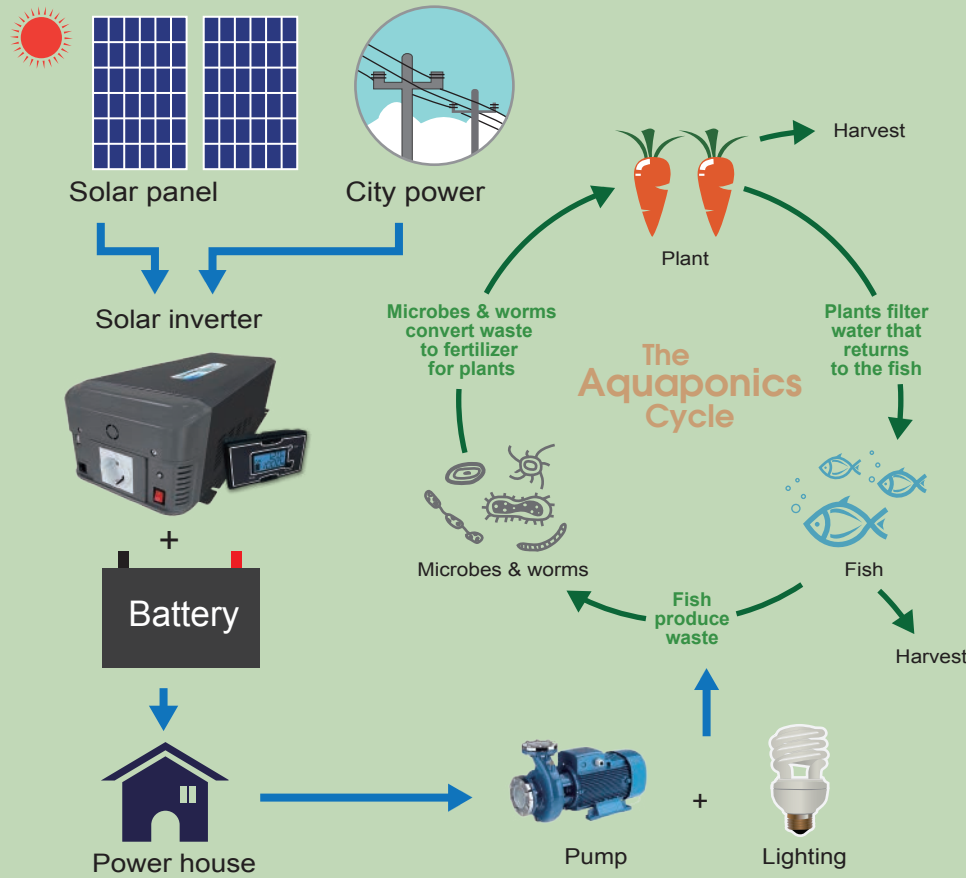 Solar panel
City power
Solar inverter
+
Battery
Power house
Pump
+
Lighting
The
Aquaponics
Cycle
Plant
Harvest
Plants filter
water that
returns
to the fish
Fish
Harvest
Fish
produce
waste
Microbes & worms
Microbes & worms
convert waste
to fertilizer
for plants